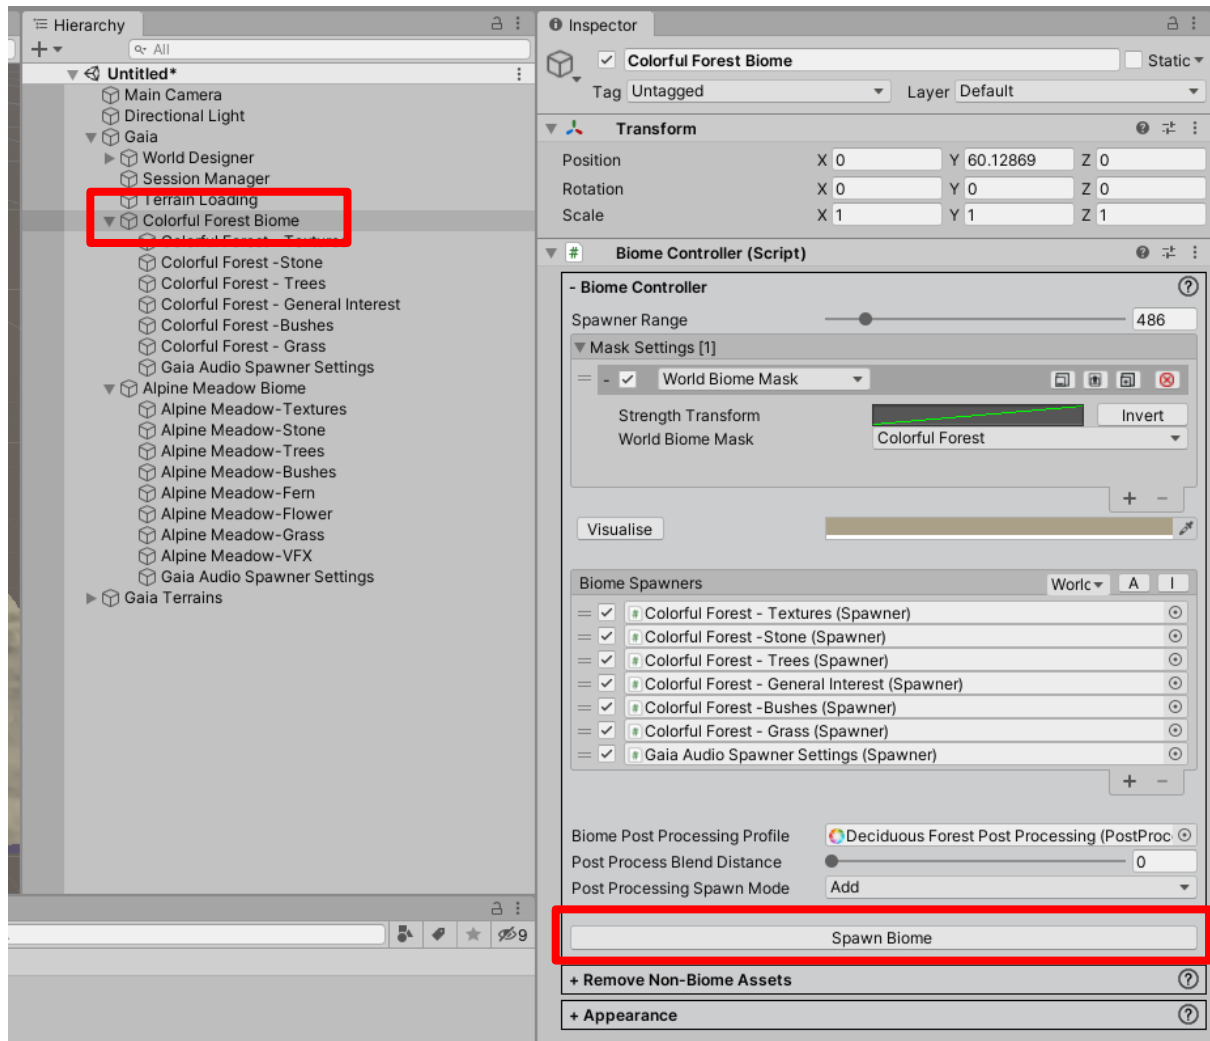 Hierarchy
All
Untitled*
Main Camera
Directional Light
Gaia
World Designer
Session Manager
Terrain Loading
Colorful Forest Biome
Colorful Forest - Texture
Colorful Forest -Stone
Colorful Forest - Trees
Colorful Forest - General Interest
Colorful Forest -Bushes
Colorful Forest - Grass
Gaia Audio Spawner Settings
Alpine Meadow Biome
Alpine Meadow-Textures
Alpine Meadow-Stone
Alpine Meadow-Trees
Alpine Meadow-Bushes
Alpine Meadow-Fern
Alpine Meadow-Flower
Alpine Meadow-Grass
Alpine Meadow-VFX
Gaia Audio Spawner Settings
Gaia Terrains
9
Inspector
Colorful Forest Biome Static
Tag Untagged Layer Default
Transform
Position X 0 Y 60.12869 Z 0
Rotation X 0 Y 0 Z 0
Scale X 1 Y 1 Z 1
# Biome Controller (Script)
- Biome Controller
Spawner Range 486
Mask Settings [1]
- World Biome Mask
Strength Transform Invert
World Biome Mask Colorful Forest
+ -
Visualise
Biome Spawners Worlc A I
Colorful Forest - Textures (Spawner)
Colorful Forest -Stone (Spawner)
Colorful Forest - Trees (Spawner)
Colorful Forest - General Interest (Spawner)
Colorful Forest -Bushes (Spawner)
Colorful Forest - Grass (Spawner)
Gaia Audio Spawner Settings (Spawner)
+ -
Biome Post Processing Profile Deciduous Forest Post Processing (PostProc
Post Process Blend Distance 0
Post Processing Spawn Mode Add
Spawn Biome
+ Remove Non-Biome Assets
+ Appearance